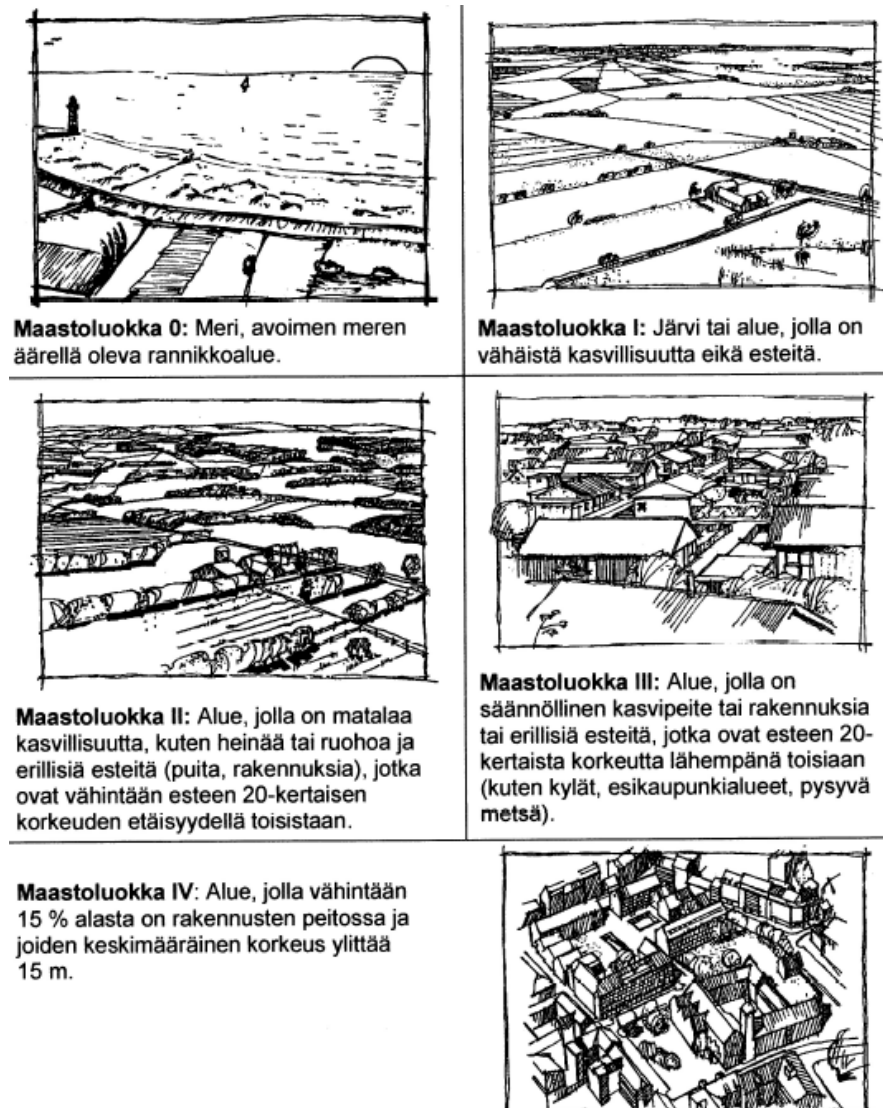 Maastoluokka 0: Meri, avoimen meren
äärellä oleva rannikkoalue.
Maastoluokka I: Järvi tai alue, jolla on
vähäistä kasvillisuutta eikä esteitä.
Maastoluokka II: Alue, jolla on matalaa
kasvillisuutta, kuten heinää tai ruohoa ja
erillisiä esteitä (puita, rakennuksia), jotka
ovat vähintään esteen 20-kertaisen
korkeuden etäisyydellä toisistaan.
Maastoluokka III: Alue, jolla on
säännöllinen kasvipeite tai rakennuksia
tai erillisiä esteitä, jotka ovat esteen 20-
kertaista korkeutta lähempänä toisiaan
(kuten kylät, esikaupunkialueet, pysyvä
metsä).
Maastoluokka IV: Alue, jolla vähintään
15 % alasta on rakennusten peitossa ja
joiden keskimääräinen korkeus ylittää
15 m.